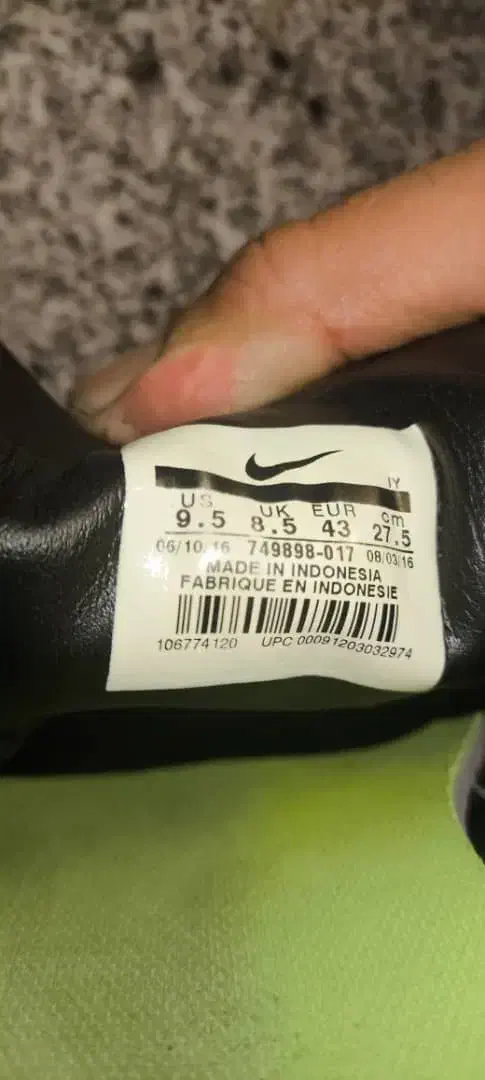 IY
US UK EUR cm
9.5 8.5 43 27.5
06/10/16 749898-017 08/03/16
MADE IN INDONESIA
FABRIQUE EN INDONESIE
106774120 UPC 00091203032974